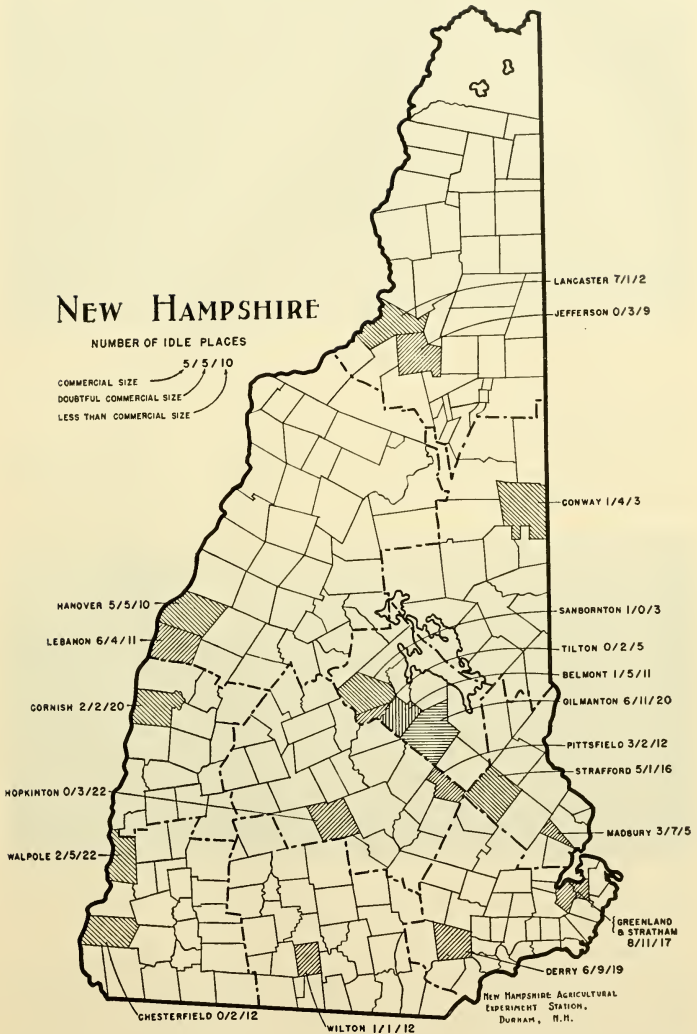 NEW HAMPSHIRE
NUMBER OF IDLE PLACES
5/5/10
COMMERCIAL SIZE
DOUBTFUL COMMERCIAL SIZE
LESS THAN COMMERCIAL SIZE
LANCASTER 7/1/2
JEFFERSON 0/3/9
CONWAY 1/4/3
HANOVER 5/5/10
LEBANON 6/4/11
CORNISH 2/2/20
HOPKINTON 0/3/22
WALPOLE 2/5/22
SANBORNTON 1/0/3
TILTON 0/2/5
BELMONT 1/5/11
GILMANTON 6/11/20
PITTSFIELD 3/2/12
STRAFFORD 5/1/16
MADBURY 3/7/5
GREENLAND
& STRATHAM
8/11/17
DERRY 6/9/19
CHESTERFIELD 0/2/12
WILTON 1/1/12
NEW HAMPSHIRE AGRICULTURAL
EXPERIMENT STATION,
DURHAM, N.H.